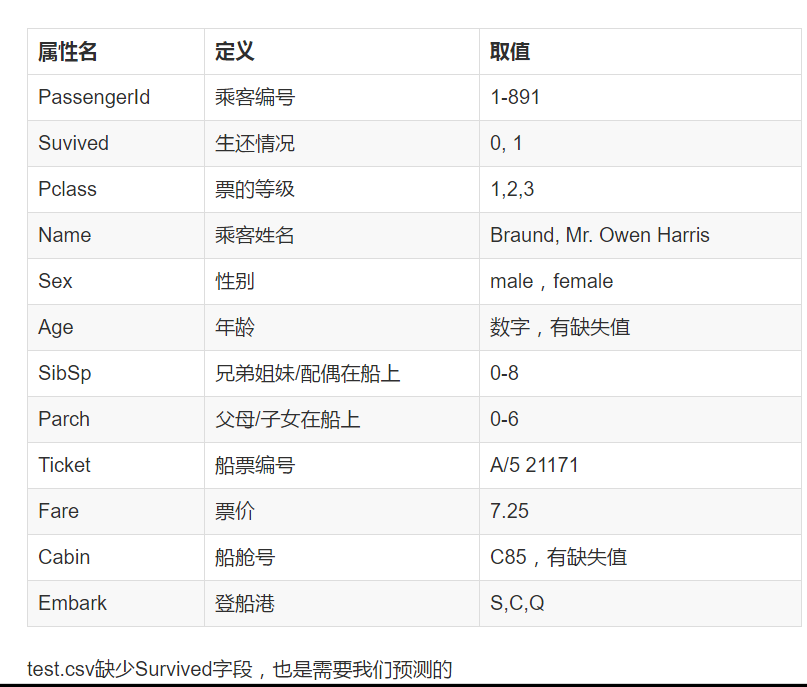 属性名 定义 取值
PassengerId 乘客编号 1-891
Suvived 生还情况 0, 1
Pclass 票的等级 1,2,3
Name 乘客姓名 Braund, Mr. Owen Harris
Sex 性别 male，female
Age 年龄 数字，有缺失值
SibSp 兄弟姐妹/配偶在船上 0-8
Parch 父母/子女在船上 0-6
Ticket 船票编号 A/5 21171
Fare 票价 7.25
Cabin 船舱号 C85，有缺失值
Embark 登船港 S,C,Q
test.csv缺少Survived字段，也是需要我们预测的